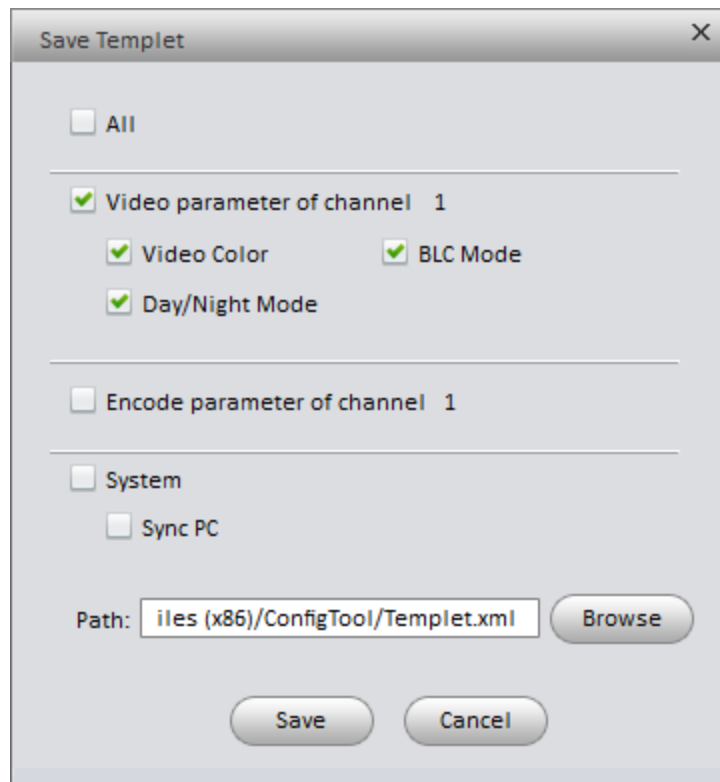 Save Templet
All
Video parameter of channel 1
Video Color BLC Mode
Day/Night Mode
Encode parameter of channel 1
System
Sync PC
Path: iles (x86)/ConfigTool/Templet.xml Browse
Save Cancel